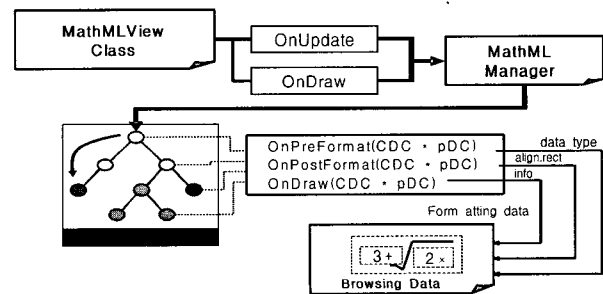 MathMLView
Class
OnUpdate
OnDraw
MathML
Manager
OnPreFormat(CDC * pDC)
OnPostFormat(CDC * pDC)
OnDraw(CDC * pDC)
data_type
align.rect
info
Form atting data
3 + √ 2 ×
Browsing Data